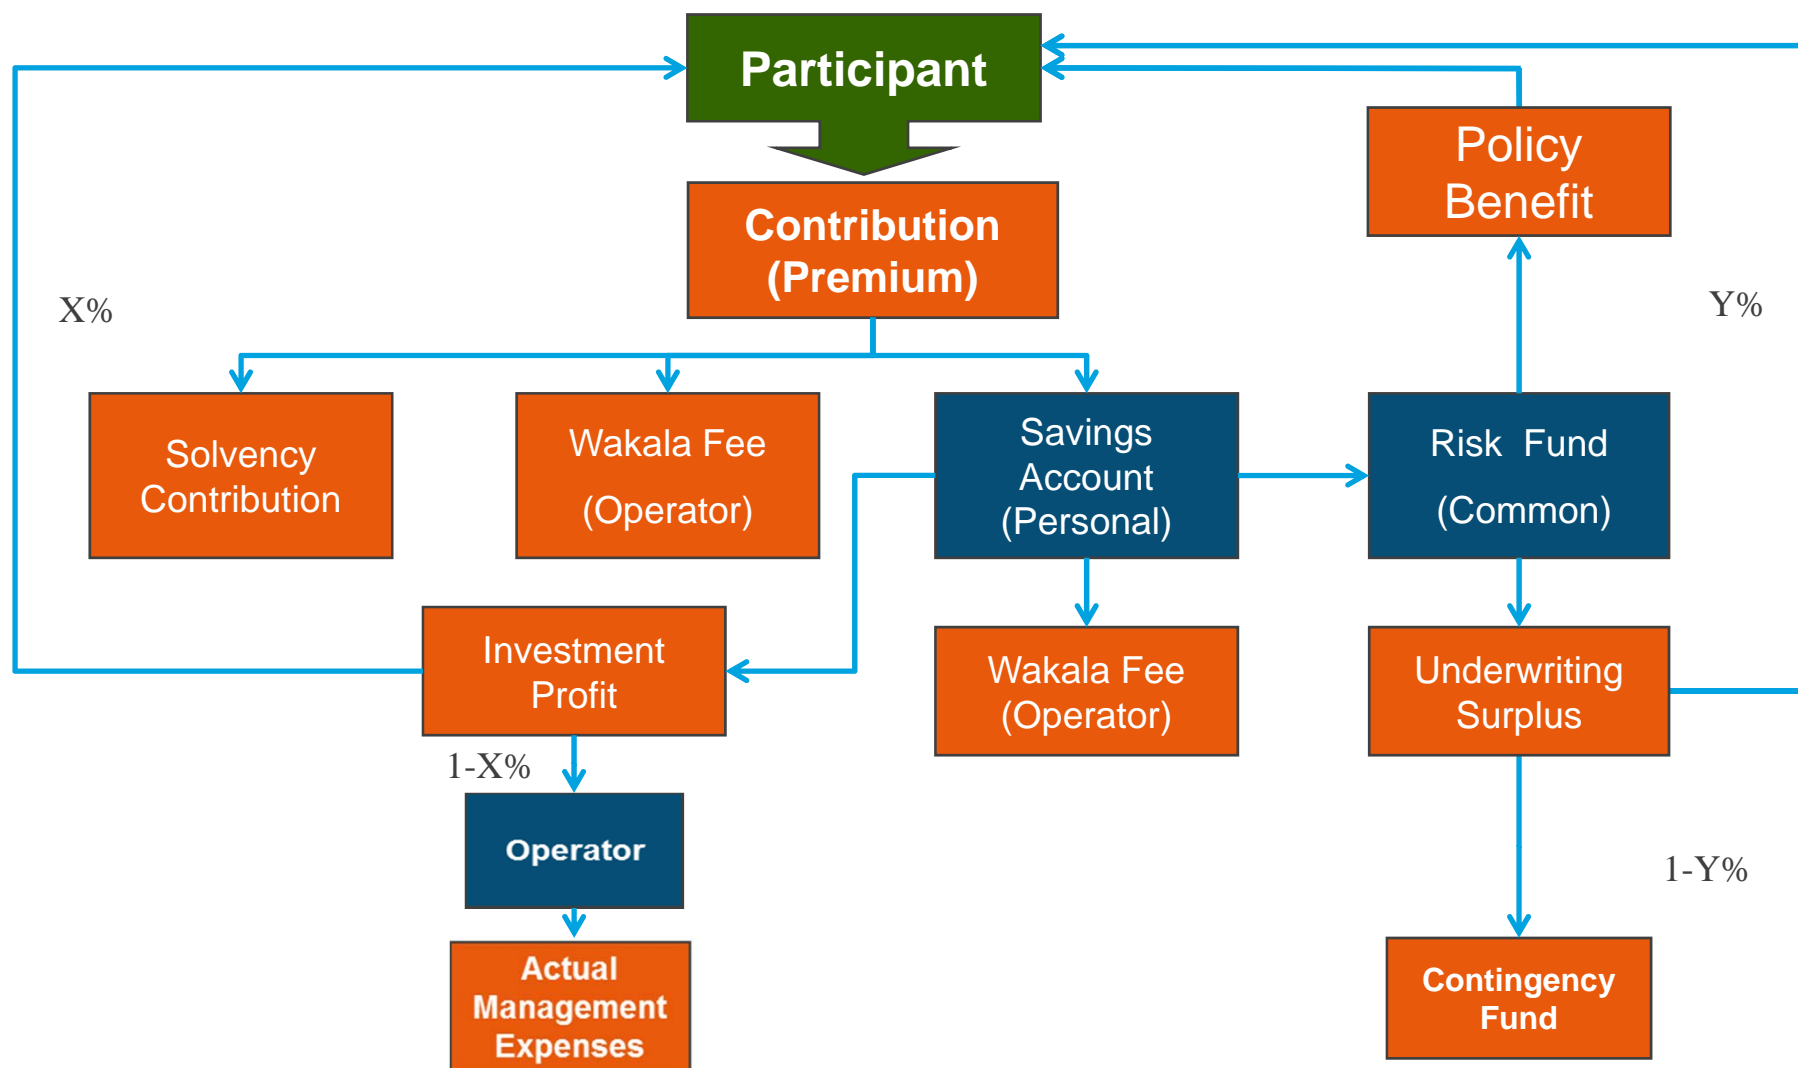 Participant
Policy
Benefit
Contribution
(Premium)
X%
Y%
Solvency
Contribution
Wakala Fee
(Operator)
Savings
Account
(Personal)
Risk Fund
(Common)
Investment
Profit
Wakala Fee
(Operator)
Underwriting
Surplus
1-X%
Operator
1-Y%
Actual
Management
Expenses
Contingency
Fund